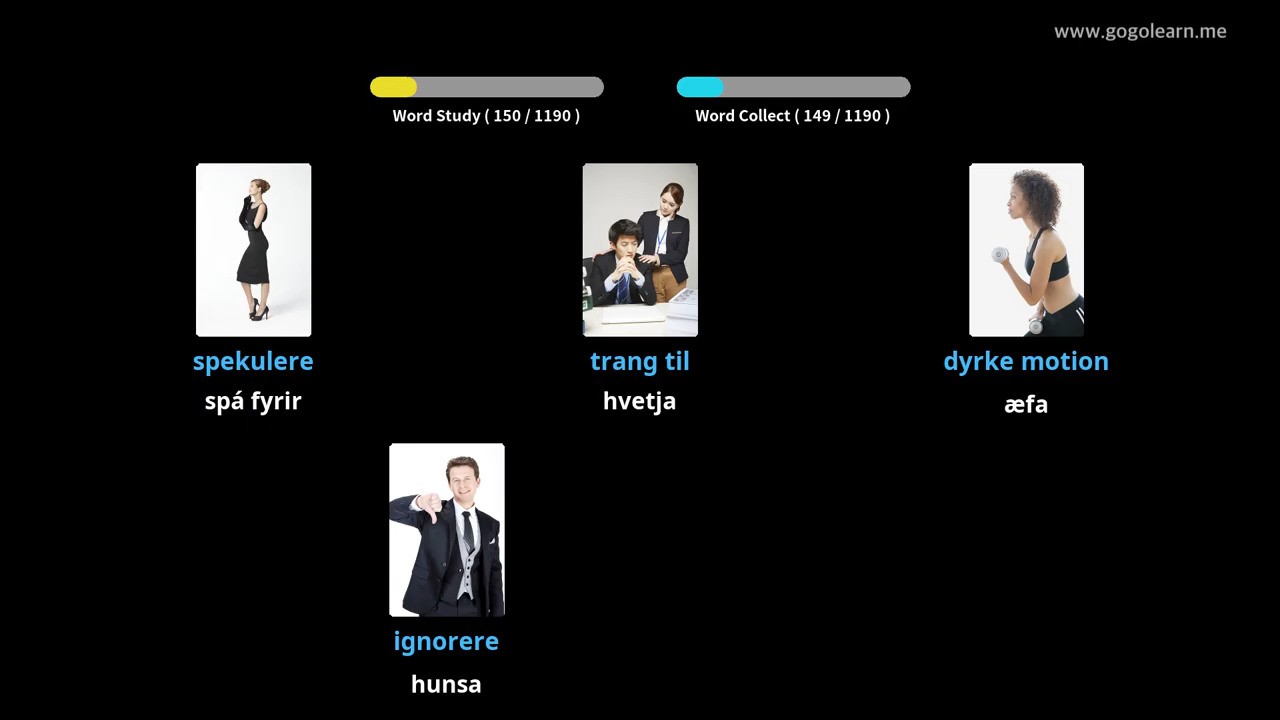 www.gogolearn.me
Word Study ( 150 / 1190 )
Word Collect ( 149 / 1190 )
spekulere
trang til
dyrke motion
spá fyrir
hvetja
æfa
ignorere
hunsa